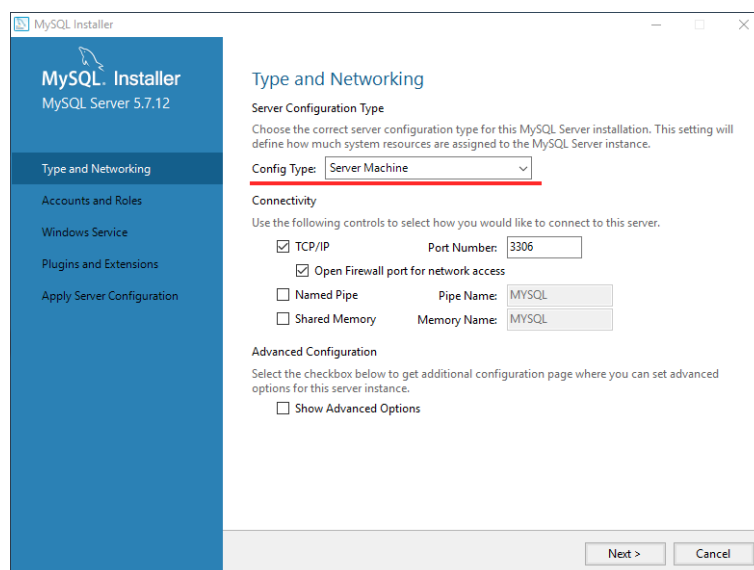 MySQL Installer
MySQL. Installer
MySQL Server 5.7.12
Type and Networking
Accounts and Roles
Windows Service
Plugins and Extensions
Apply Server Configuration
Type and Networking
Server Configuration Type
Choose the correct server configuration type for this MySQL Server installation. This setting will
define how much system resources are assigned to the MySQL Server instance.
Config Type: Server Machine
Connectivity
Use the following controls to select how you would like to connect to this server.
TCP/IP Port Number: 3306
Open Firewall port for network access
Named Pipe Pipe Name: MYSQL
Shared Memory Memory Name: MYSQL
Advanced Configuration
Select the checkbox below to get additional configuration page where you can set advanced
options for this server instance.
Show Advanced Options
Next > Cancel